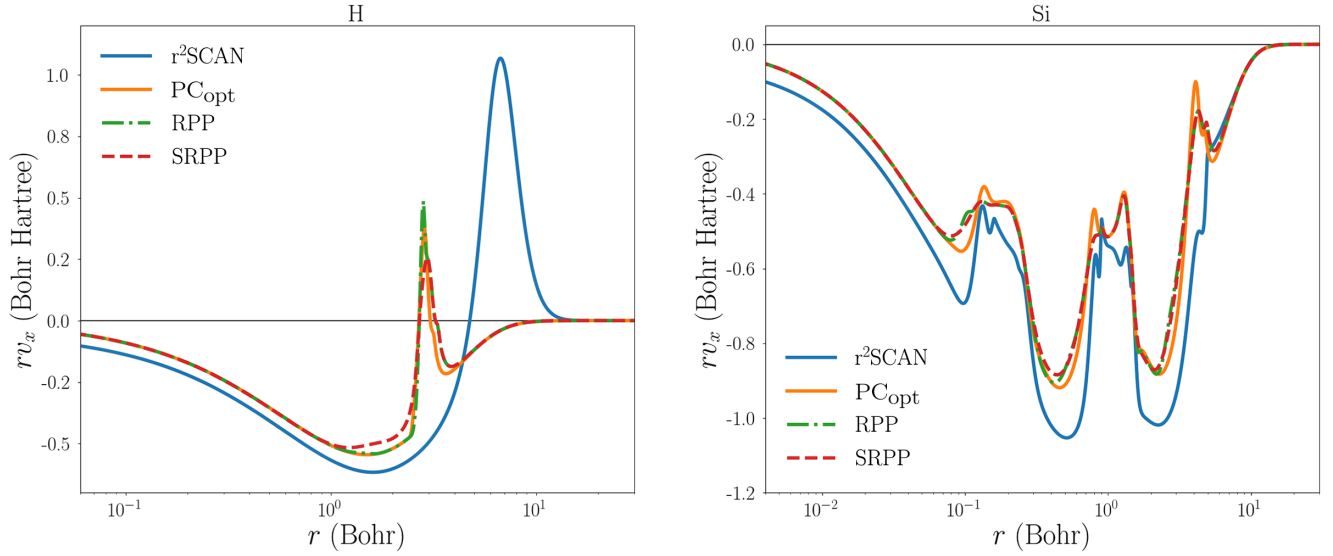 H
r²SCAN
PC_opt
RPP
SRPP
1.0
0.8
0.5
0.2
0.0
-0.2
-0.5
rv_x (Bohr Hartree)
10⁻¹ 10⁰ 10¹
r (Bohr)
Si
0.0
-0.2
-0.4
-0.6
-0.8
-1.0
-1.2
rv_x (Bohr Hartree)
r²SCAN
PC_opt
RPP
SRPP
10⁻² 10⁻¹ 10⁰ 10¹
r (Bohr)